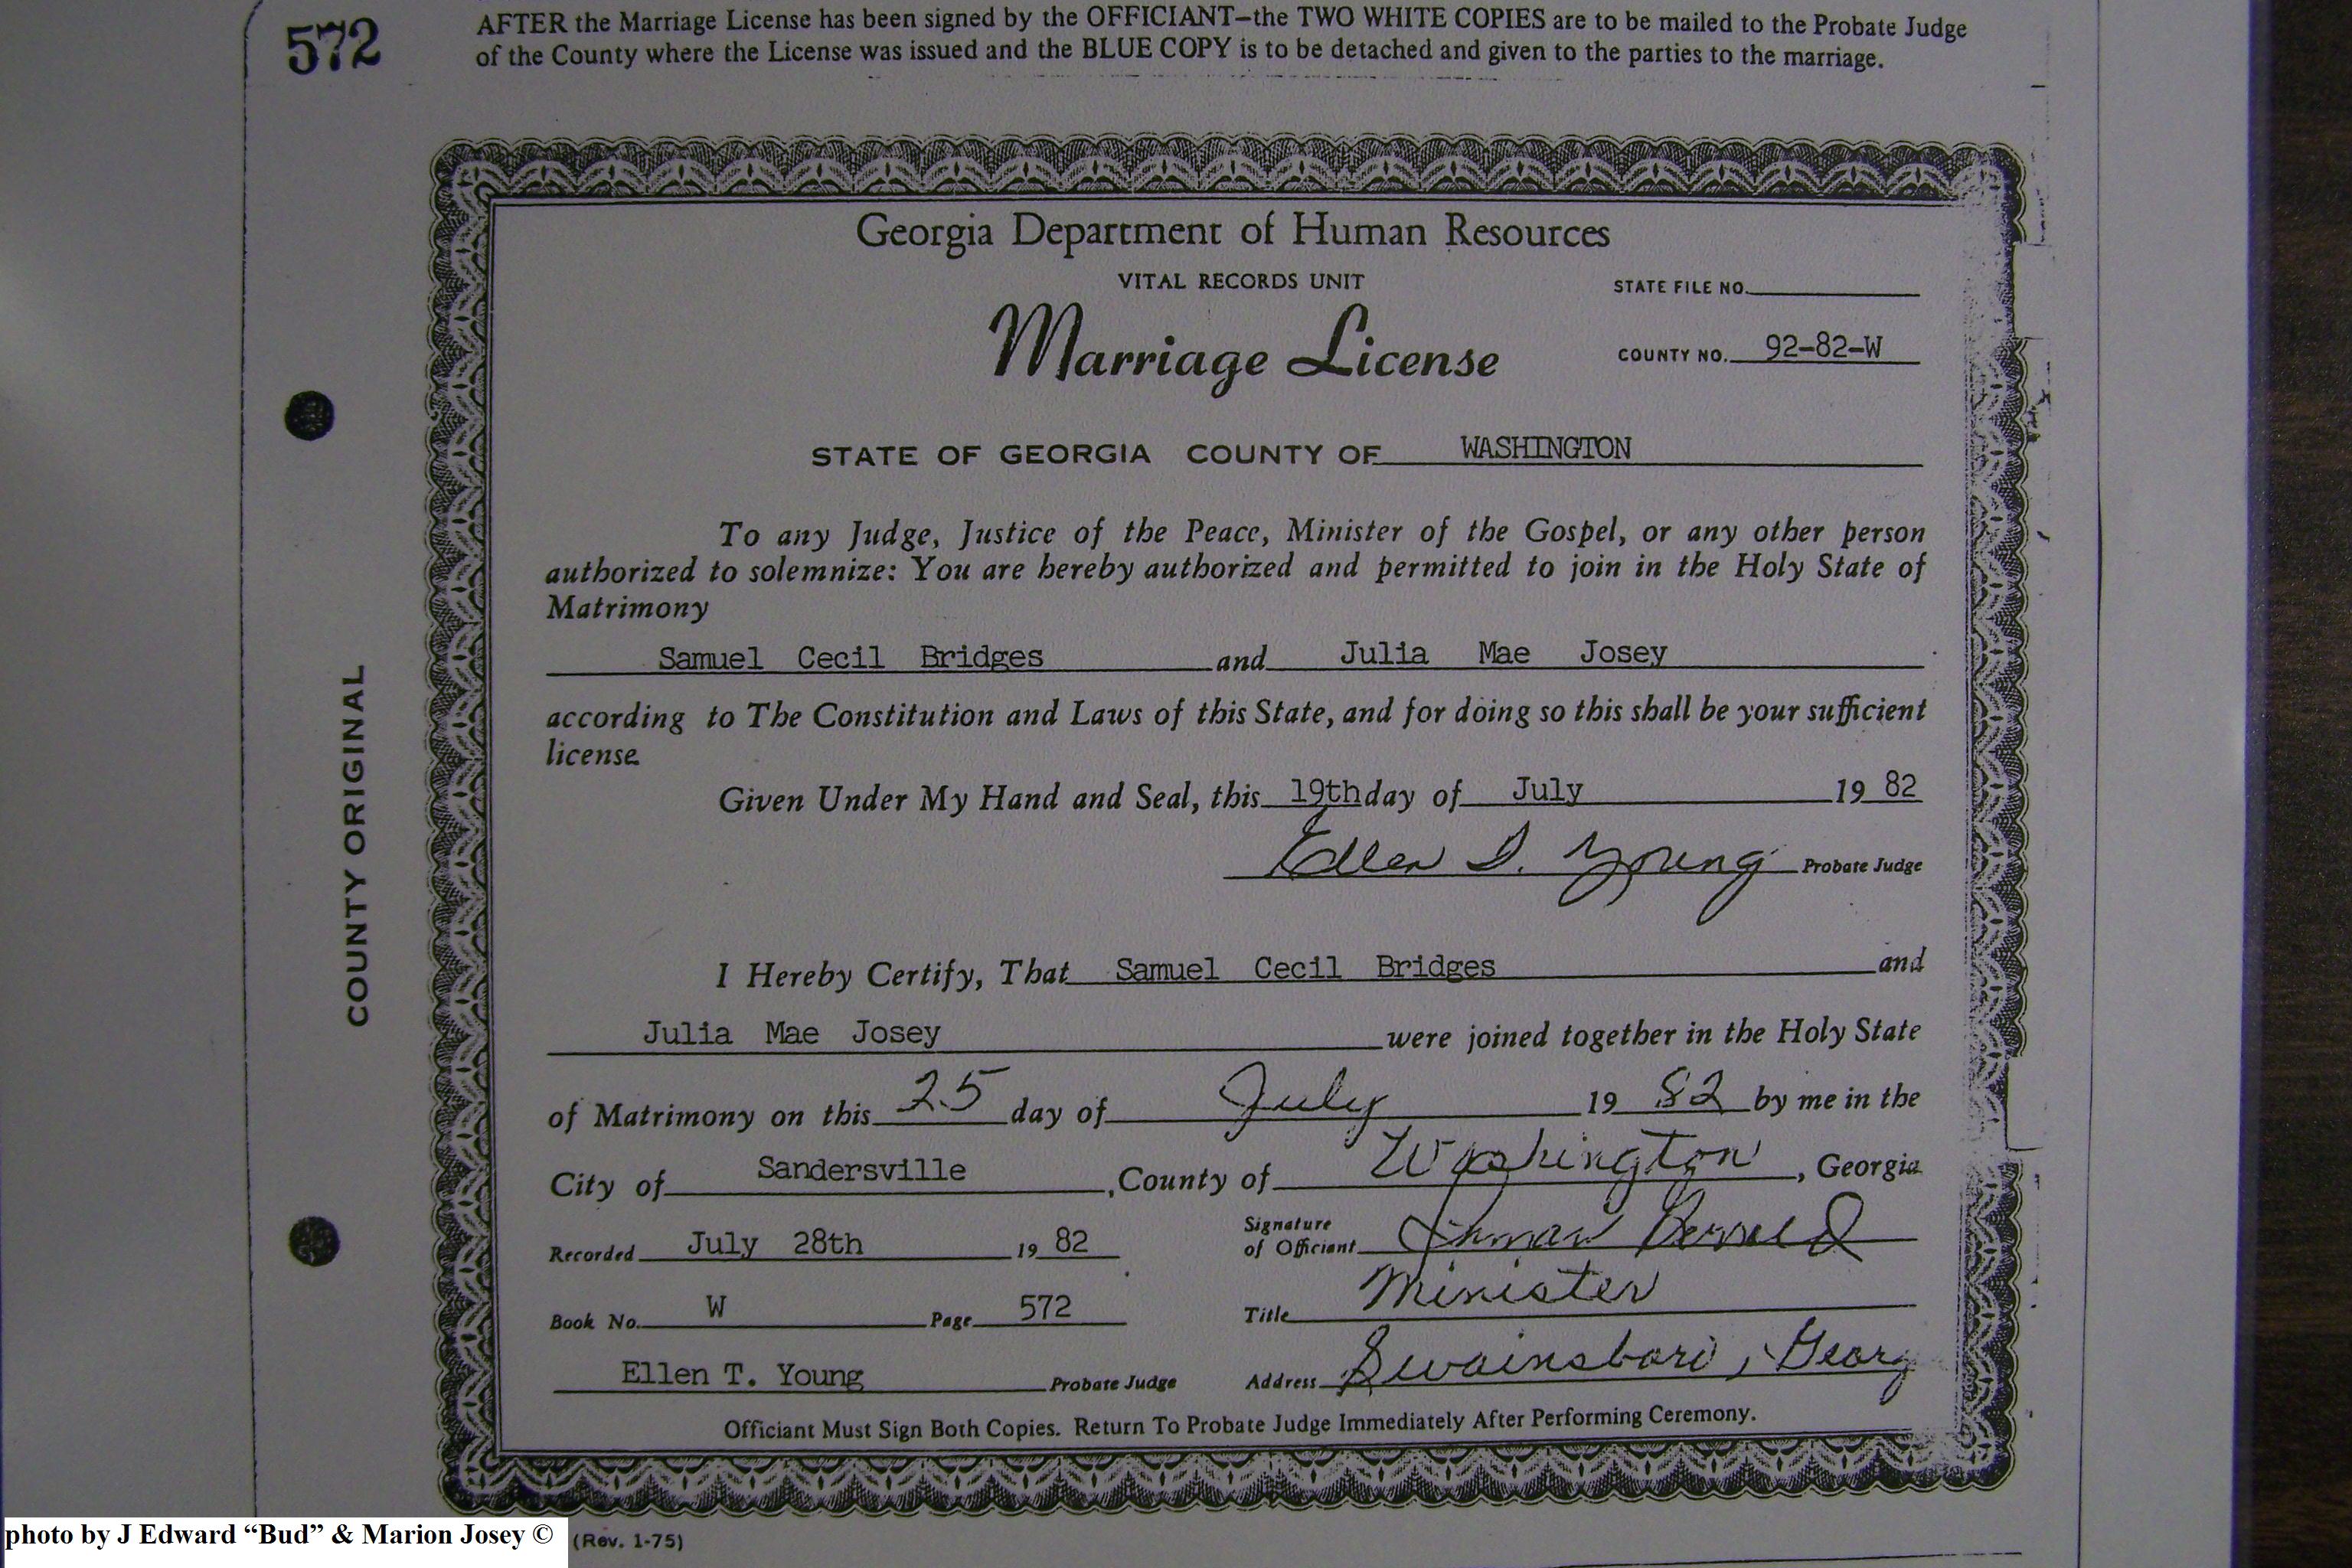 572
AFTER the Marriage License has been signed by the OFFICIANT—the TWO WHITE COPIES are to be mailed to the Probate Judge
of the County where the License was issued and the BLUE COPY is to be detached and given to the parties to the marriage.
Georgia Department of Human Resources
VITAL RECORDS UNIT
STATE FILE NO.
Marriage License
COUNTY NO. 92-82-W
STATE OF GEORGIA COUNTY OF WASHINGTON
To any Judge, Justice of the Peace, Minister of the Gospel, or any other person
authorized to solemnize: You are hereby authorized and permitted to join in the Holy State of
Matrimony
Samuel Cecil Bridges and Julia Mae Josey
according to The Constitution and Laws of this State, and for doing so this shall be your sufficient
license
Given Under My Hand and Seal, this 19th day of July 19 82
Ellen T. Young Probate Judge
COUNTY ORIGINAL
I Hereby Certify, That Samuel Cecil Bridges and
Julia Mae Josey were joined together in the Holy State
of Matrimony on this 25 day of July 19 82 by me in the
City of Sandersville, County of Washington, Georgia
Recorded July 28th 19 82
Signature
of Officiant
Book No. W Page 572
Title Minister
Ellen T. Young Probate Judge
Address Swainsboro, Georg
Officiant Must Sign Both Copies. Return To Probate Judge Immediately After Performing Ceremony.
photo by J Edward “Bud” & Marion Josey ©
(Rev. 1-75)